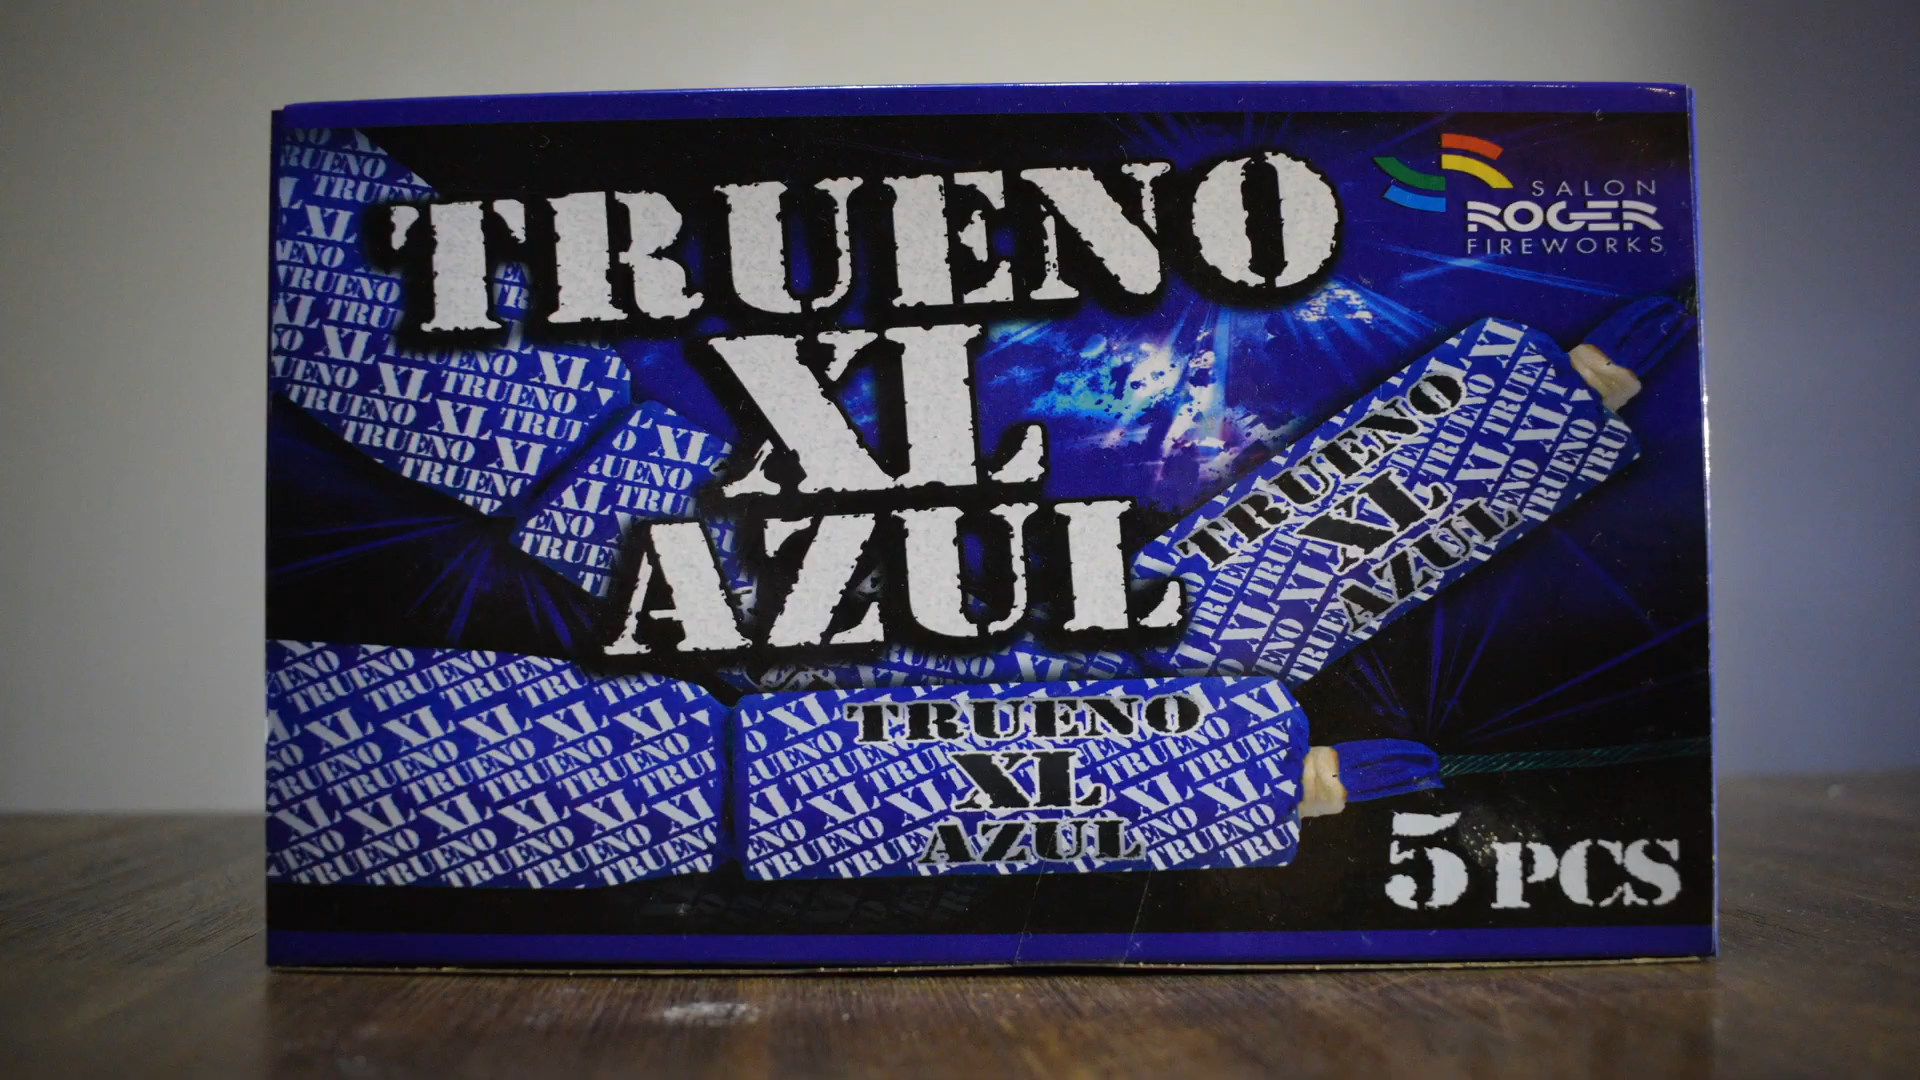 TRUENO
XL
AZUL
SALON
ROGER
FIREWORKS
TRUENO
XL
AZUL
TRUENO
XL
AZUL
5 PCS